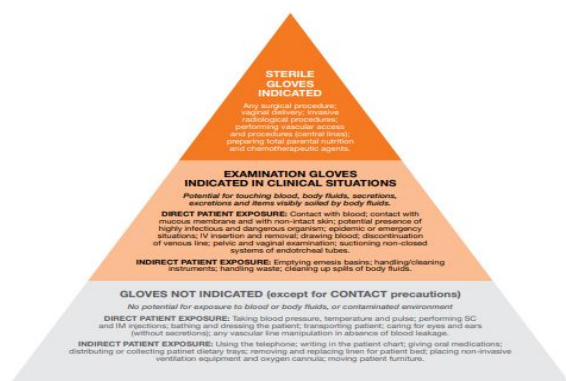 STERILE
GLOVES
INDICATED
Any surgical procedure;
vaginal delivery; invasive
radiological procedures;
performing vascular access
and procedures (central lines);
preparing total parental nutrition
and chemotherapeutic agents.
EXAMINATION GLOVES
INDICATED IN CLINICAL SITUATIONS
Potential for touching blood, body fluids, secretions,
excretions and items visibly soiled by body fluids.
DIRECT PATIENT EXPOSURE: Contact with blood; contact with
mucous membrane and with non-intact skin; potential presence of
highly infectious and dangerous organism; epidemic or emergency
situations; IV insertion and removal; drawing blood; discontinuation
of venous line; pelvic and vaginal examination; suctioning non-closed
systems of endotrcheal tubes.
INDIRECT PATIENT EXPOSURE: Emptying emesis basins; handling/cleaning
instruments; handling waste; cleaning up spills of body fluids.
GLOVES NOT INDICATED (except for CONTACT precautions)
No potential for exposure to blood or body fluids, or contaminated environment
DIRECT PATIENT EXPOSURE: Taking blood pressure, temperature and pulse; performing SC
and IM injections; bathing and dressing the patient; transporting patient; caring for eyes and ears
(without secretions); any vascular line manipulation in absence of blood leakage.
INDIRECT PATIENT EXPOSURE: Using the telephone; writing in the patient chart; giving oral medications;
distributing or collecting patinet dietary trays; removing and replacing linen for patient bed; placing non-invasive
ventilation equipment and oxygen cannula; moving patient furniture.